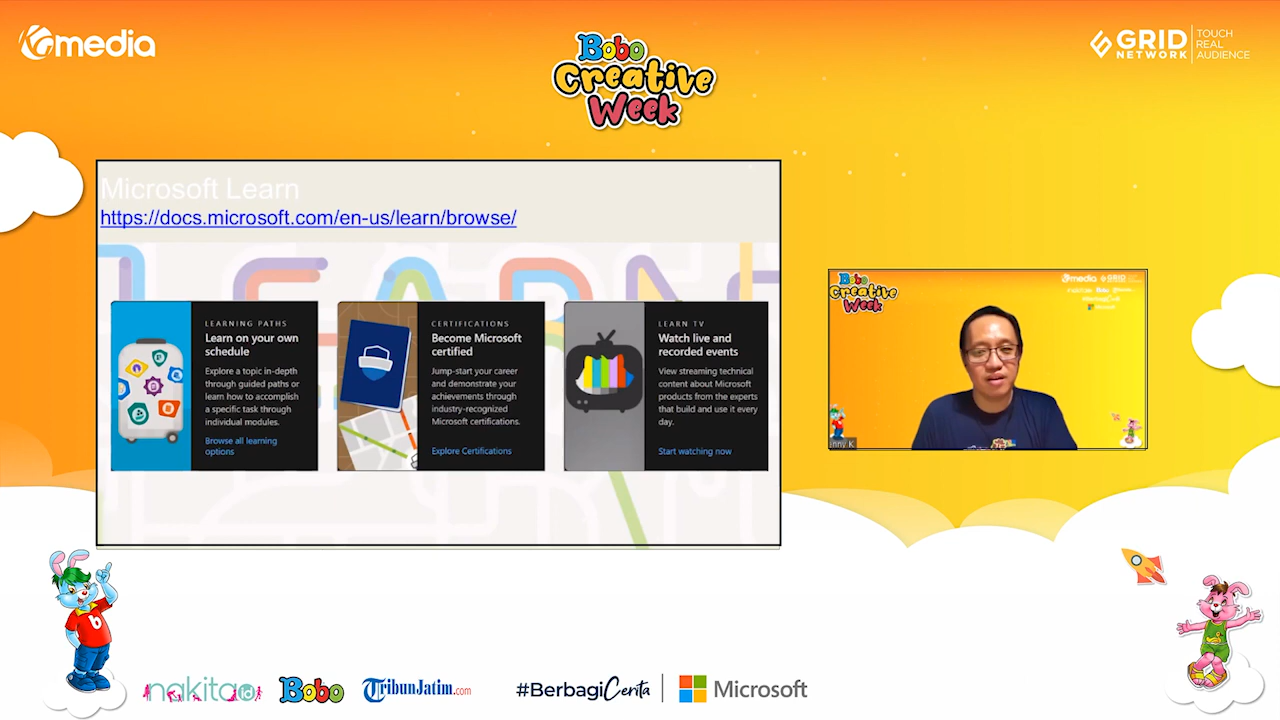 KGmedia
Bobo
Creative
Week
GRID
NETWORK
TOUCH
REAL
AUDIENCE
Microsoft Learn
https://docs.microsoft.com/en-us/learn/browse/
LEARNING PATHS
Learn on your own
schedule
Explore a topic in-depth
through guided paths or
learn how to accomplish
a specific task through
individual modules.
Browse all learning
options
CERTIFICATIONS
Become Microsoft
certified
Jump-start your career
and demonstrate your
achievements through
industry-recognized
Microsoft certifications.
Explore Certifications
LEARN TV
Watch live and
recorded events
View streaming technical
content about Microsoft
products from the experts
that build and use it every
day.
Start watching now
Bobo
Creative
Week
media
GRID
nny K
b
nakita.id
Bobo
TribunJatim.com
#BerbagiCerita
Microsoft